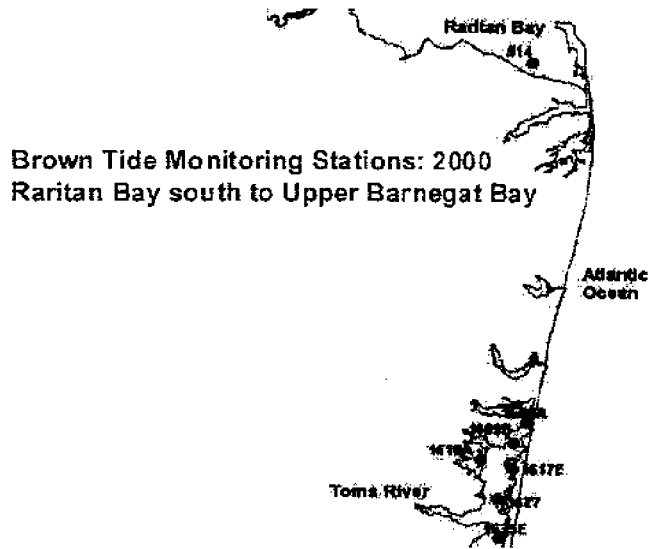 Raritan Bay
Brown Tide Monitoring Stations: 2000
Raritan Bay south to Upper Barnegat Bay
Atlantic
Ocean
1617E
Toms River